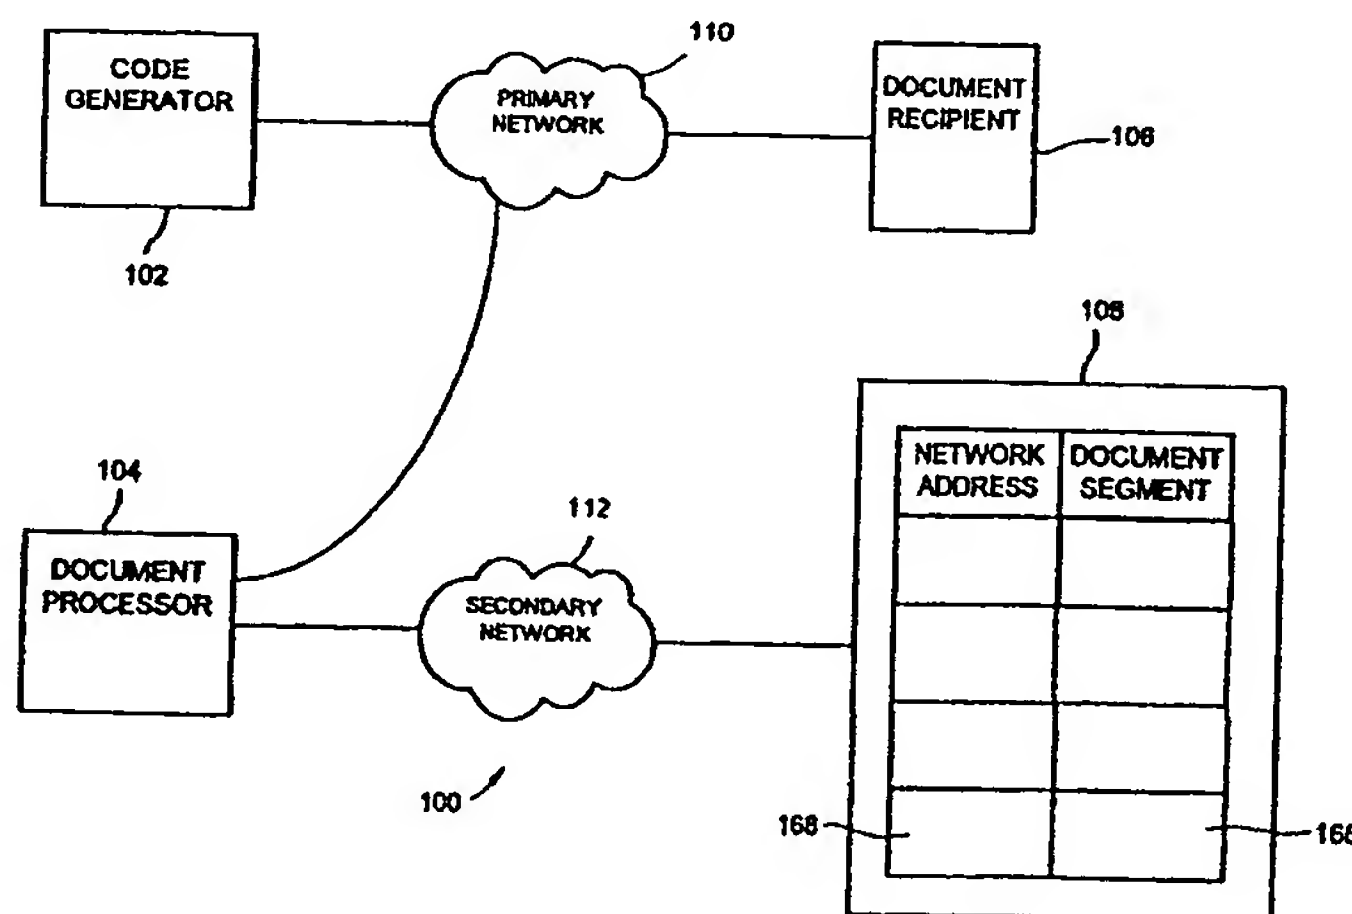 110
CODE
GENERATOR
PRIMARY
NETWORK
DOCUMENT
RECIPIENT
106
102
108
NETWORK
ADDRESS
DOCUMENT
SEGMENT
104
112
DOCUMENT
PROCESSOR
SECONDARY
NETWORK
100
168